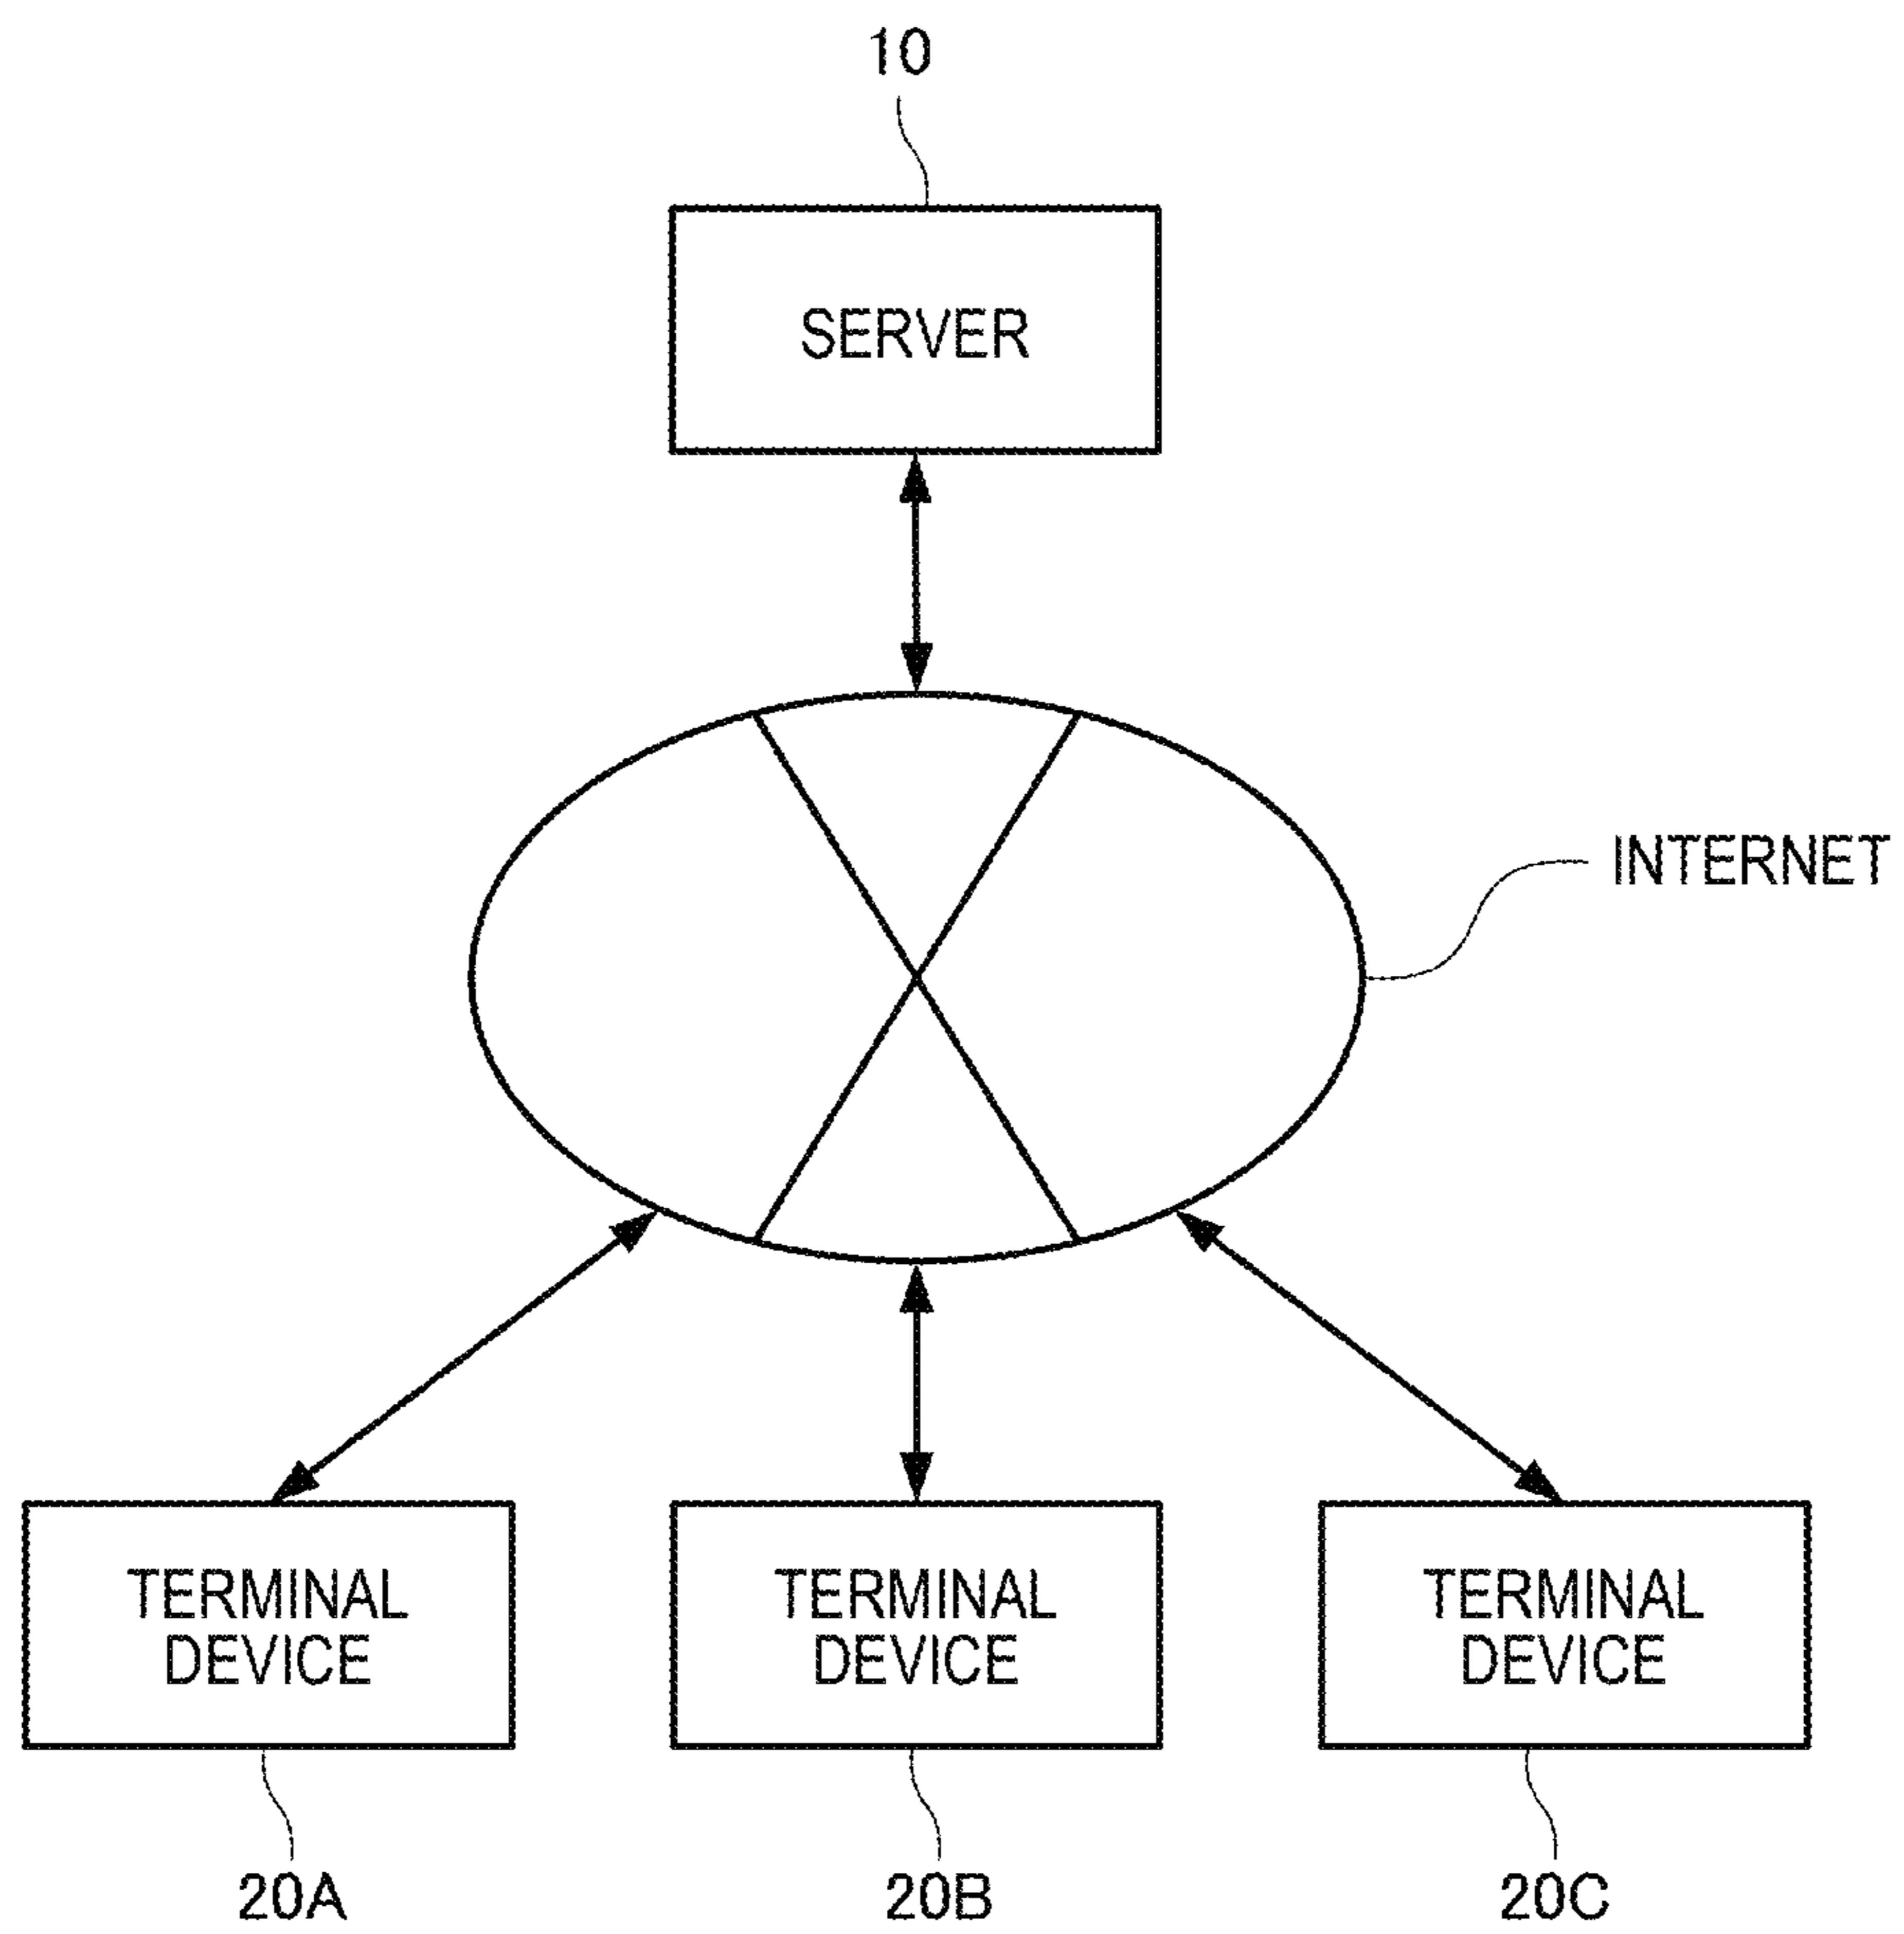 10
SERVER
INTERNET
TERMINAL
DEVICE
TERMINAL
DEVICE
TERMINAL
DEVICE
20A
20B
20C